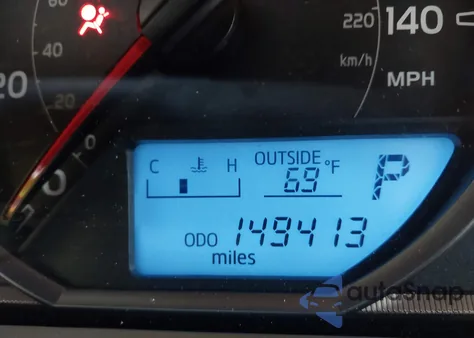 60
40
20
0
20
220
140
km/h
MPH
C H
OUTSIDE
69 °F
P
ODO 149413
miles
autoSnap